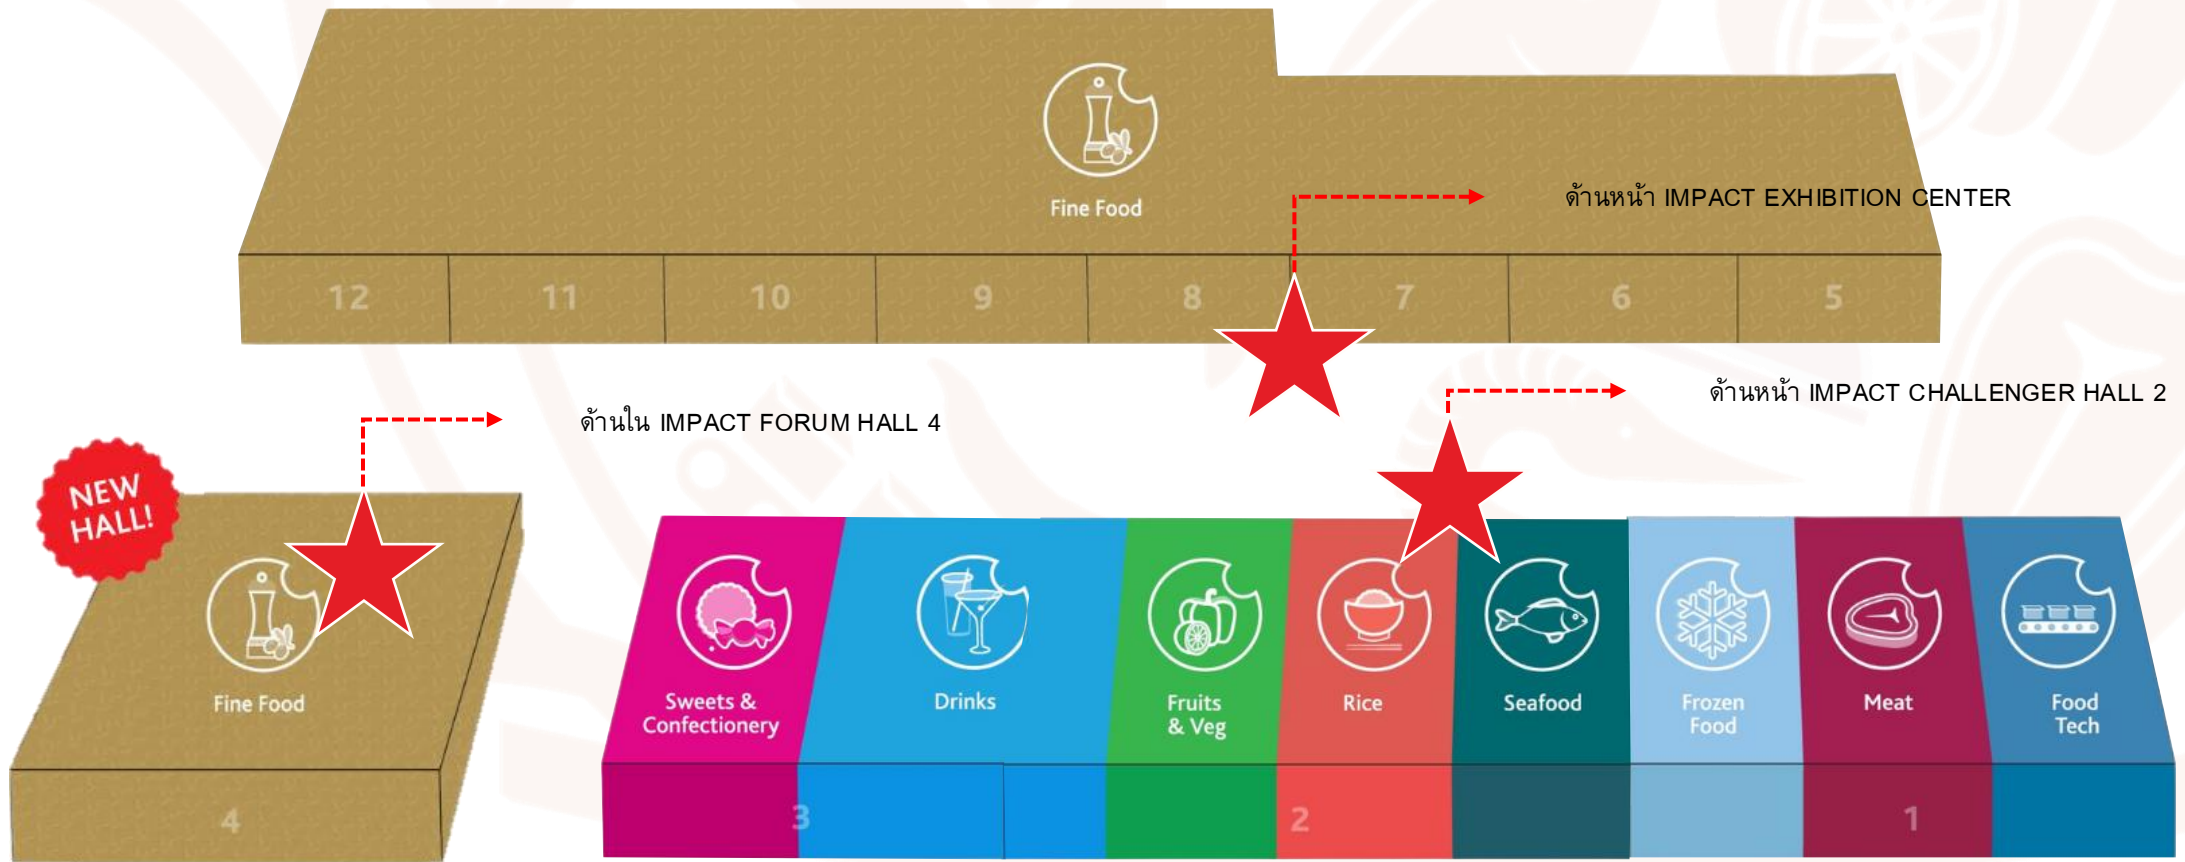 Fine Food
ด้านหน้า IMPACT EXHIBITION CENTER
12
11
10
9
8
7
6
5
ด้านหน้า IMPACT CHALLENGER HALL 2
ด้านใน IMPACT FORUM HALL 4
NEW
HALL!
Fine Food
4
Sweets &
Confectionery
Drinks
Fruits
& Veg
Rice
Seafood
Frozen
Food
Meat
Food
Tech
3
2
1